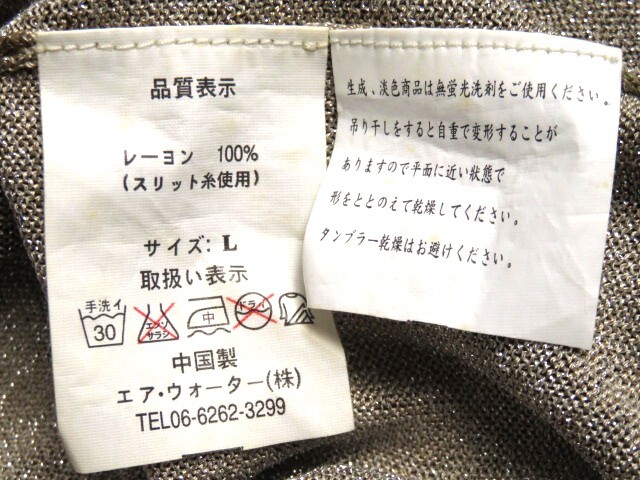 品質表示
レーヨン 100%
(スリット糸使用)
サイズ: L
取扱い表示
手洗イ
30
エンソ
サラシ
中
ドライ
中国製
エア・ウォーター(株)
TEL06-6262-3299
生成、淡色商品は無蛍光洗剤をご使用ください。
吊り干しをすると自重で変形することが
ありますので平面に近い状態で
形をととのえて乾燥してください。
タンブラー乾燥はお避けください。